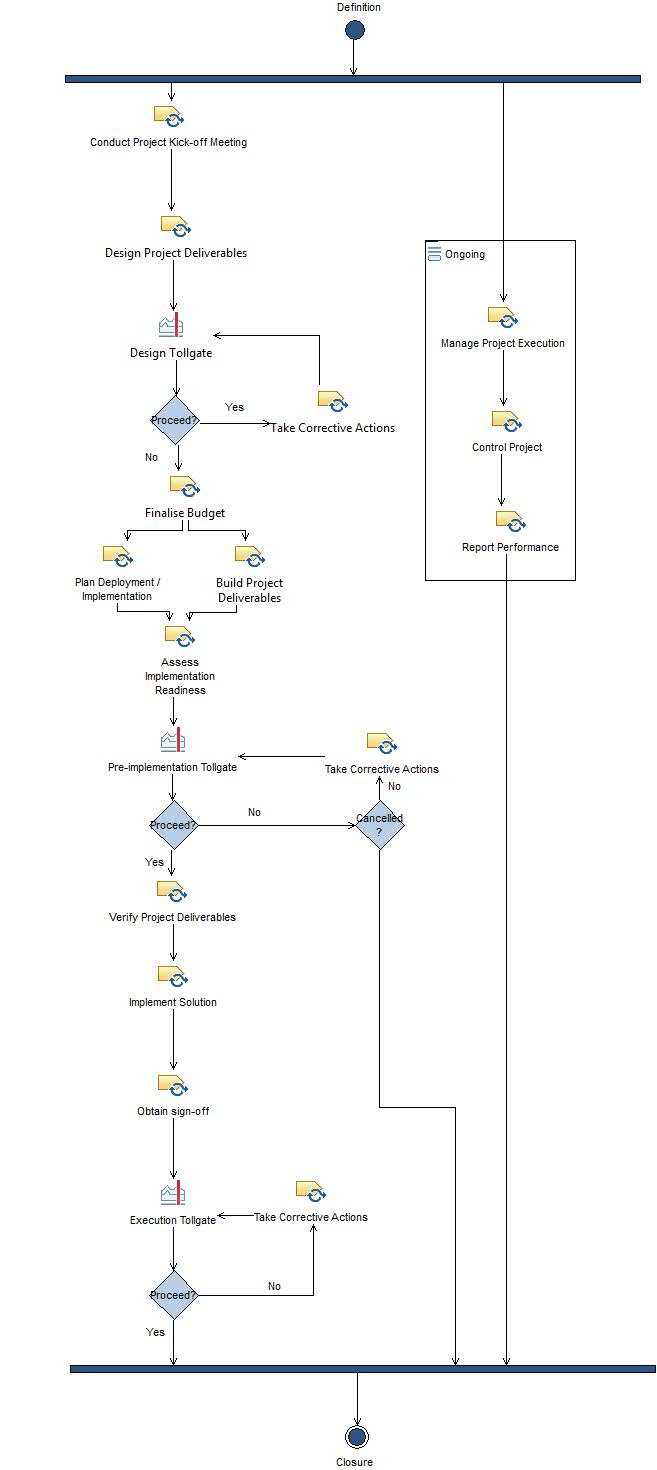 Definition
Conduct Project Kick-off Meeting
Design Project Deliverables
Ongoing
Design Tollgate
Manage Project Execution
Proceed?
Yes
Take Corrective Actions
Control Project
No
Finalise Budget
Report Performance
Plan Deployment /
Implementation
Build Project
Deliverables
Assess
Implementation
Readiness
Pre-implementation Tollgate
Take Corrective Actions
No
Proceed?
No
Cancelled
?
Yes
Verify Project Deliverables
Implement Solution
Obtain sign-off
Execution Tollgate
Take Corrective Actions
Proceed?
No
Yes
Closure